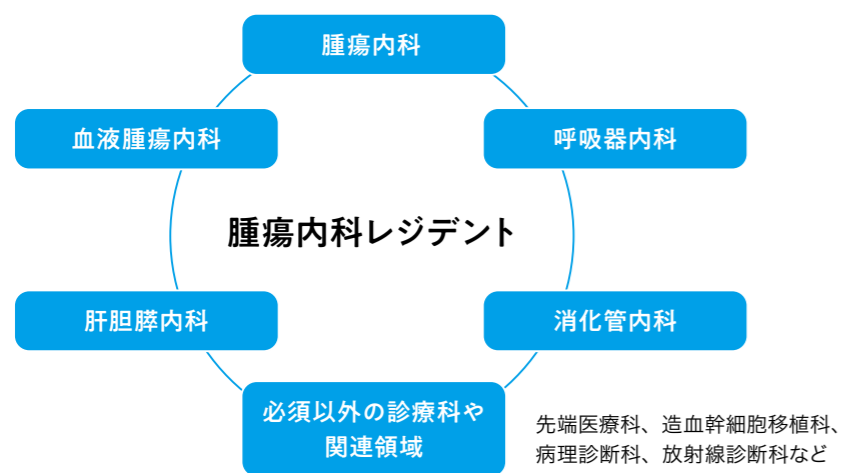 腫瘍内科
血液腫瘍内科
呼吸器内科
腫瘍内科レジデント
肝胆膵内科
消化管内科
必須以外の診療科や
関連領域
先端医療科、造血幹細胞移植科、
病理診断科、放射線診断科など